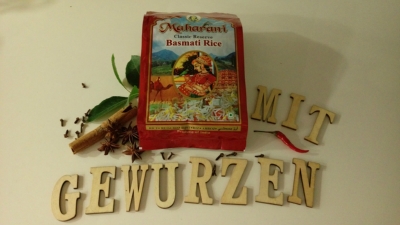 Maharani
Classic Reserve
Basmati Rice
MIT
GEWÜRZEN